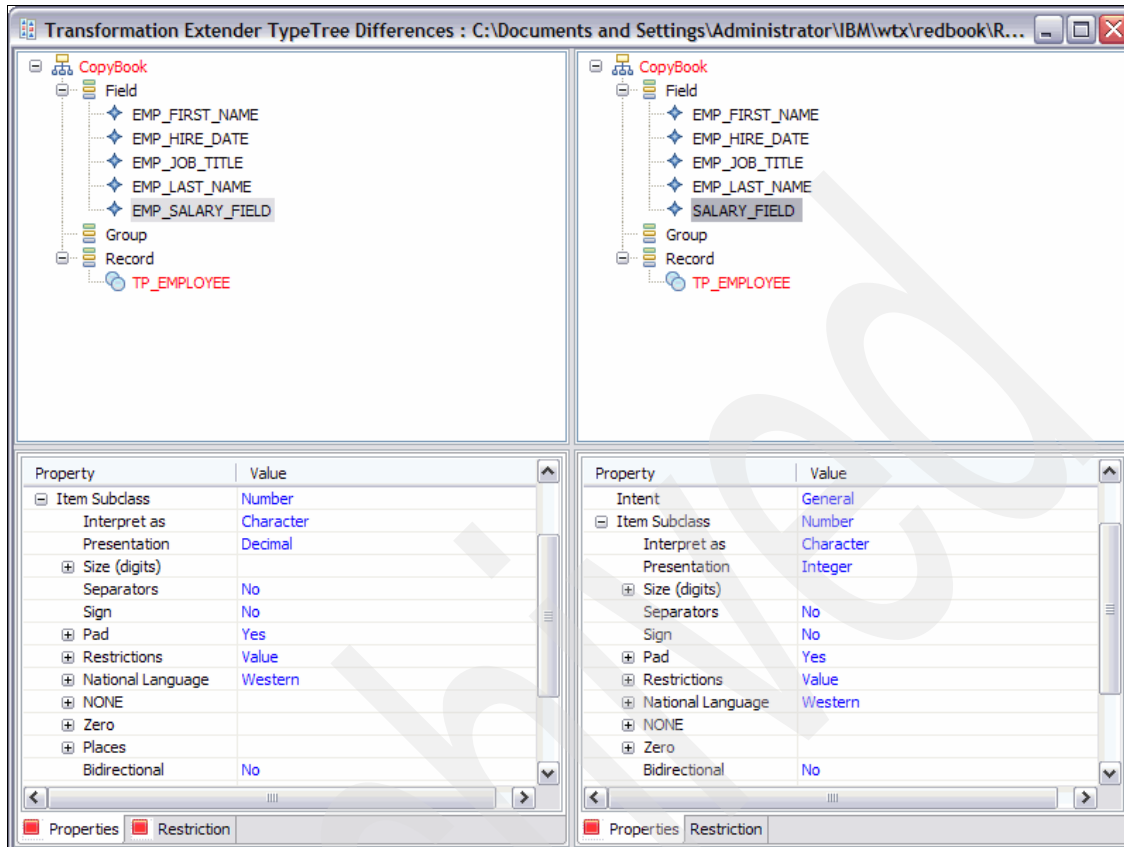 Transformation Extender TypeTree Differences : C:\Documents and Settings\Administrator\IBM\wtx\redbook\R...
CopyBook
Field
EMP_FIRST_NAME
EMP_HIRE_DATE
EMP_JOB_TITLE
EMP_LAST_NAME
EMP_SALARY_FIELD
Group
Record
TP_EMPLOYEE
CopyBook
Field
EMP_FIRST_NAME
EMP_HIRE_DATE
EMP_JOB_TITLE
EMP_LAST_NAME
SALARY_FIELD
Group
Record
TP_EMPLOYEE
Property Value
Item Subclass Number
Interpret as Character
Presentation Decimal
Size (digits)
Separators No
Sign No
Pad Yes
Restrictions Value
National Language Western
NONE
Zero
Places
Bidirectional No
Properties Restriction
Property Value
Intent General
Item Subclass Number
Interpret as Character
Presentation Integer
Size (digits)
Separators No
Sign No
Pad Yes
Restrictions Value
National Language Western
NONE
Zero
Bidirectional No
Properties Restriction